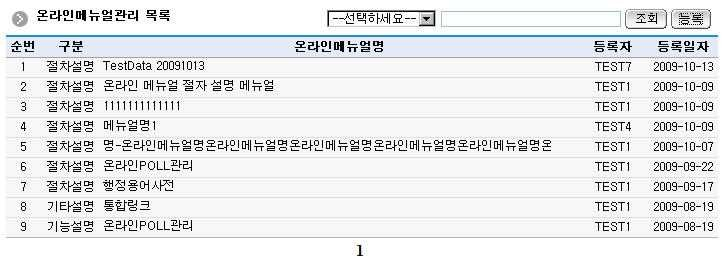 온라인메뉴얼관리 목록 --선택하세요-- 조회 등록
순번 구분 온라인메뉴얼명 등록자 등록일자
1 절차설명 TestData 20091013 TEST7 2009-10-13
2 절차설명 온라인 메뉴얼 절자 설명 메뉴얼 TEST1 2009-10-09
3 절차설명 1111111111111 TEST1 2009-10-09
4 절차설명 메뉴얼명1 TEST4 2009-10-09
5 절차설명 명-온라인메뉴얼명온라인메뉴얼명온라인메뉴얼명온라인메뉴얼명온라인메뉴얼명온 TEST1 2009-10-07
6 절차설명 온라인POLL관리 TEST1 2009-09-22
7 절차설명 행정용어사전 TEST1 2009-09-17
8 기타설명 통합링크 TEST1 2009-08-19
9 기능설명 온라인POLL관리 TEST1 2009-08-19
1